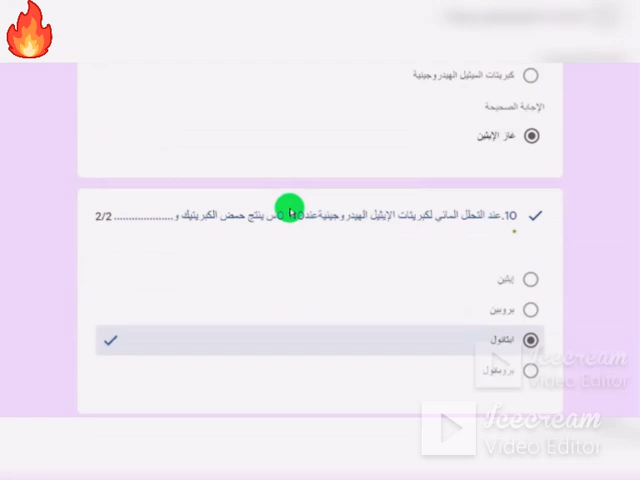 كبريتات الميثيل الهيدروجينية
الإجابة الصحيحة
غاز الإيثين
10.عند التحلل المائي لكبريتات الإيثيل الهيدروجينية عند س ينتج حمض الكبريتيك و .................... 2/2
*
إيثين
بروبين
ايثانول
بروبانول
Icecream
Video Editor
Icecream
Video Editor